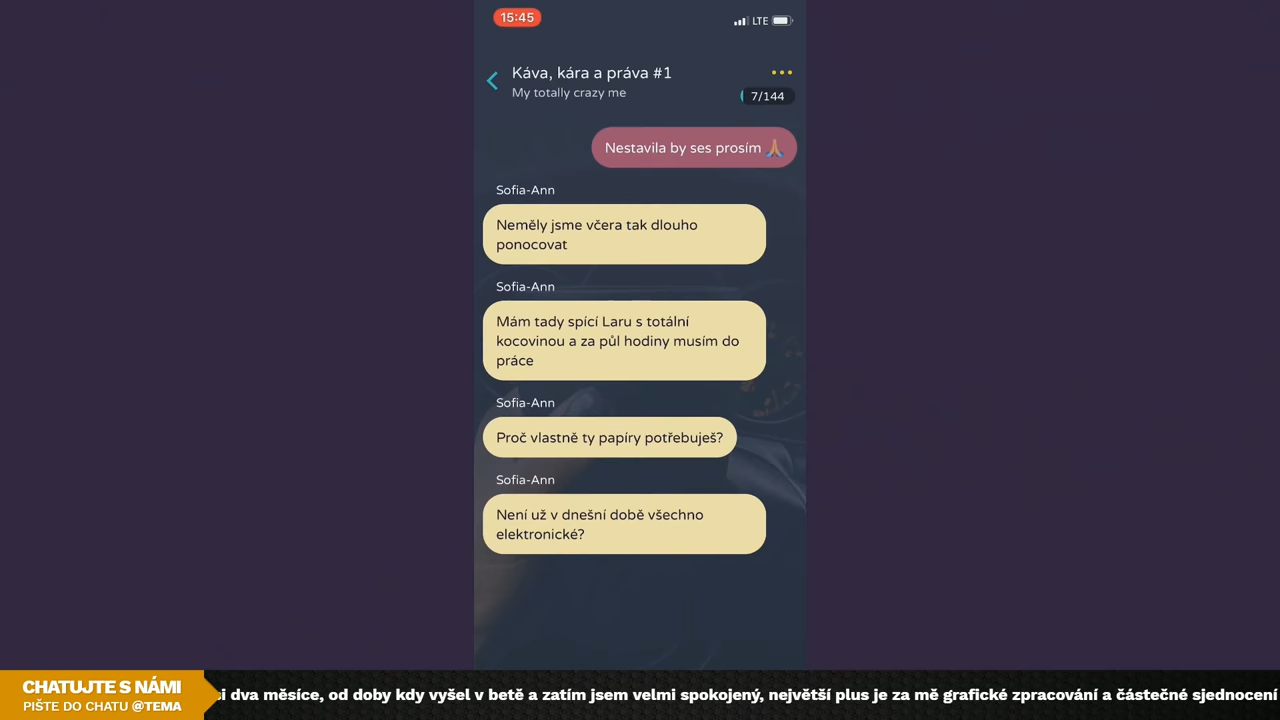 15:45
LTE
Káva, kára a práva #1
My totally crazy me
7/144
Nestavila by ses prosím 🙏🏽
Sofia-Ann
Neměly jsme včera tak dlouho
ponocovat
Sofia-Ann
Mám tady spící Laru s totální
kocovinou a za půl hodiny musím do
práce
Sofia-Ann
Proč vlastně ty papíry potřebuješ?
Sofia-Ann
Není už v dnešní době všechno
elektronické?
CHATUJTE S NÁMI
PIŠTE DO CHATU @TEMA
si dva měsíce, od doby kdy vyšel v betě a zatím jsem velmi spokojený, největší plus je za mě grafické zpracování a částečné sjednocení